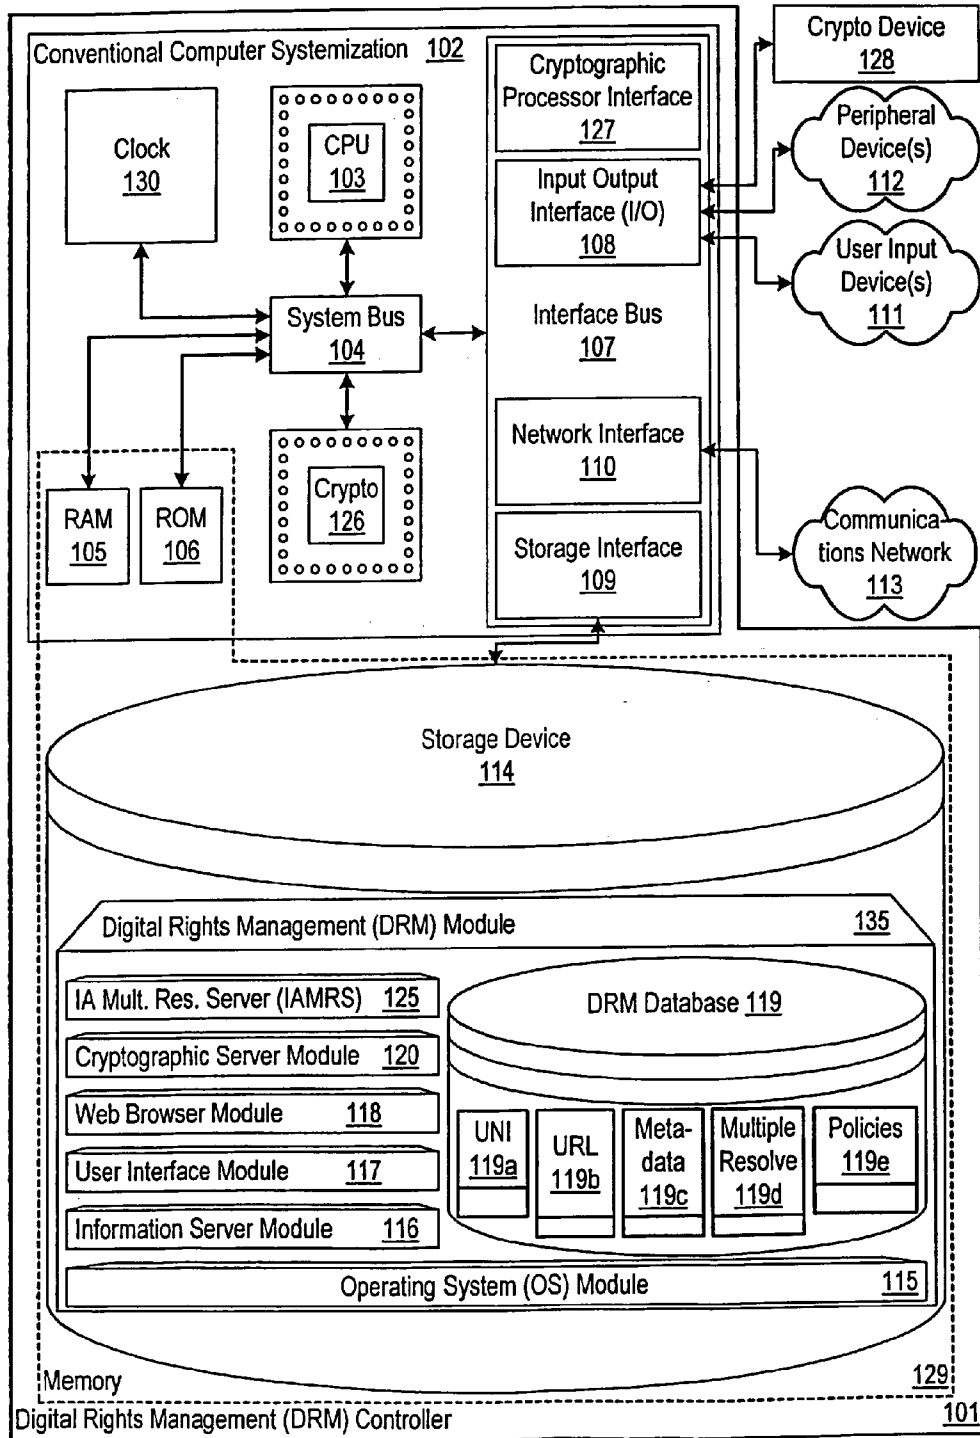 Conventional Computer Systemization 102
Clock
130
CPU
103
System Bus
104
Crypto
126
RAM
105
ROM
106
Cryptographic
Processor Interface
127
Input Output
Interface (I/O)
108
Interface Bus
107
Network Interface
110
Storage Interface
109
Crypto Device
128
Peripheral
Device(s)
112
User Input
Device(s)
111
Communica-
tions Network
113
Storage Device
114
Digital Rights Management (DRM) Module 135
IA Mult. Res. Server (IAMRS) 125
Cryptographic Server Module 120
Web Browser Module 118
User Interface Module 117
Information Server Module 116
DRM Database 119
UNI
119a
URL
119b
Meta-
data
119c
Multiple
Resolve
119d
Policies
119e
Operating System (OS) Module 115
Memory 129
Digital Rights Management (DRM) Controller 101